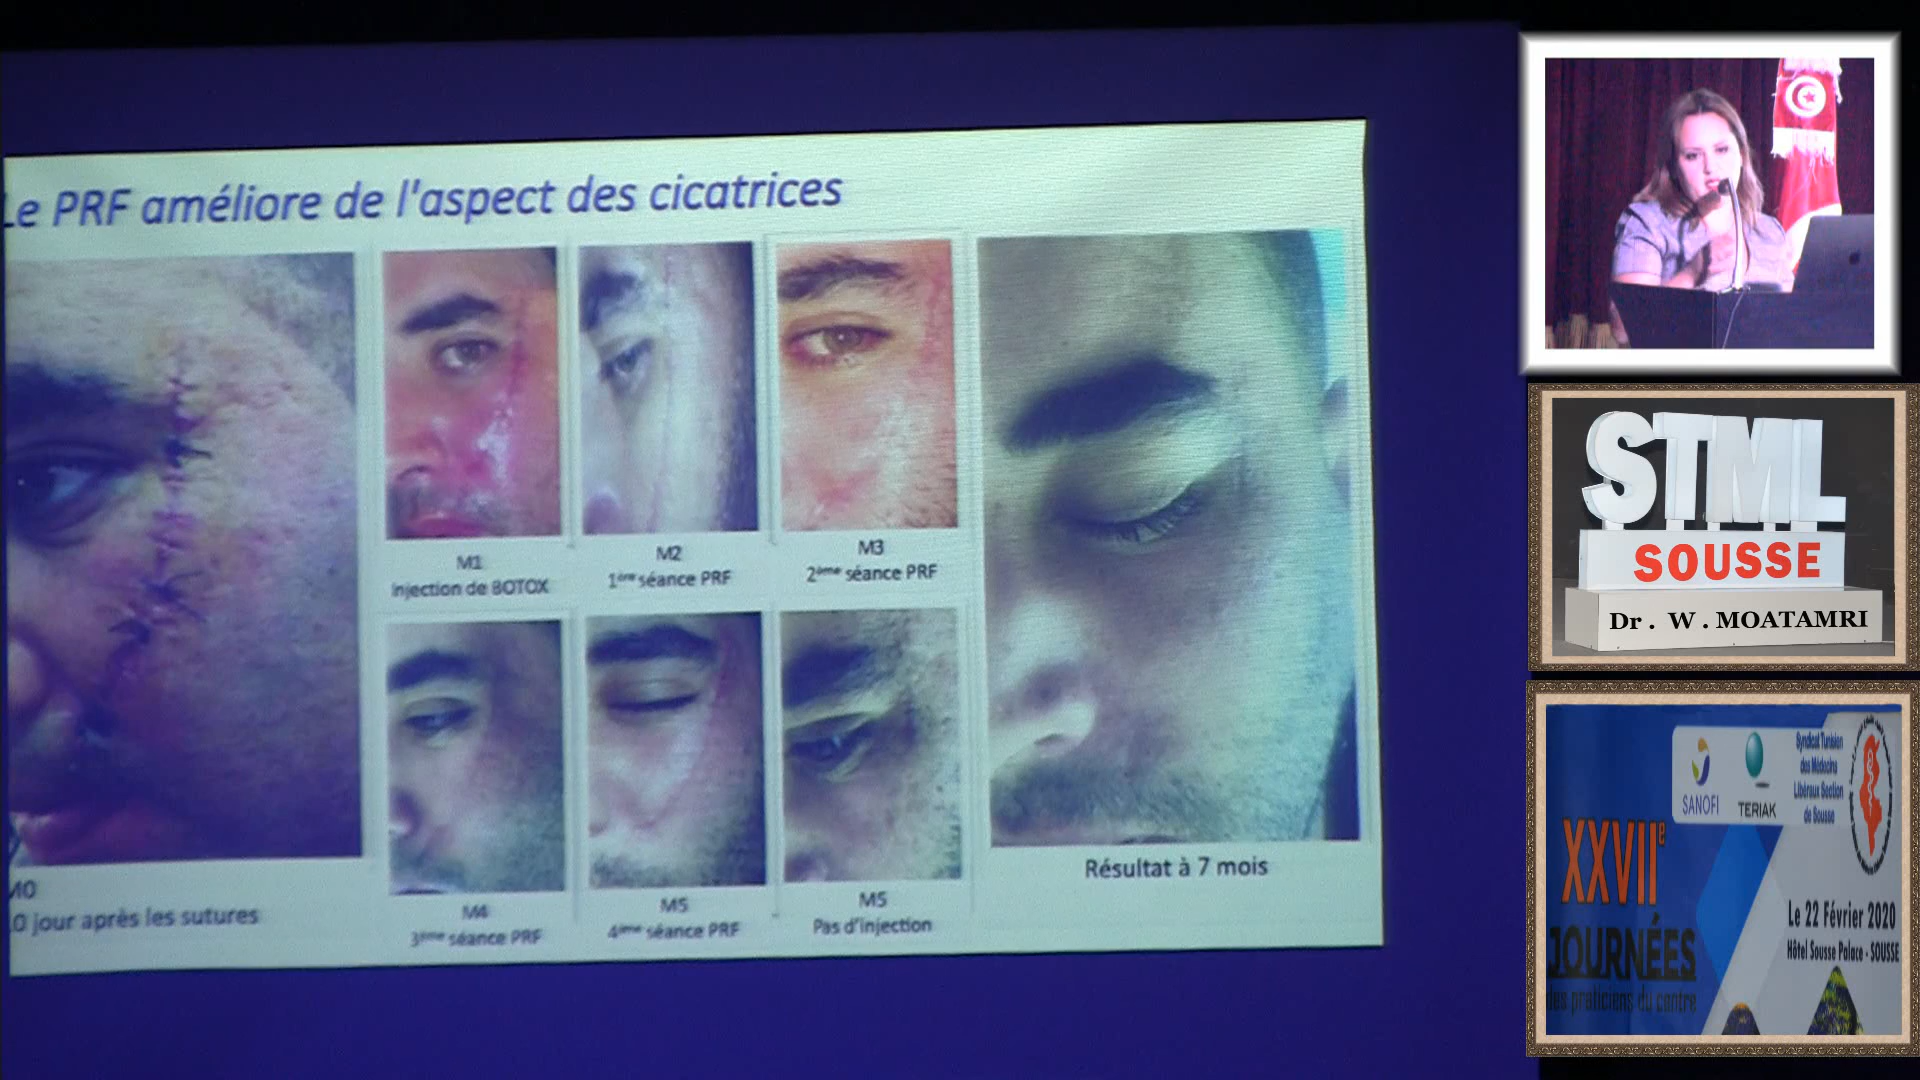 Le PRF améliore de l'aspect des cicatrices
M0
0 jour après les sutures
M1
Injection de BOTOX
M2
1ère séance PRF
M3
2ème séance PRF
M4
3ème séance PRF
M5
4ème séance PRF
M5
Pas d'injection
Résultat à 7 mois
STML
SOUSSE
Dr . W . MOATAMRI
SANOFI
TERIAK
Syndicat Tunisien
des Médecins
Libéraux Section
de Sousse
XXVIIe
JOURNÉES
des praticiens du centre
Le 22 Février 2020
Hôtel Sousse Palace - SOUSSE